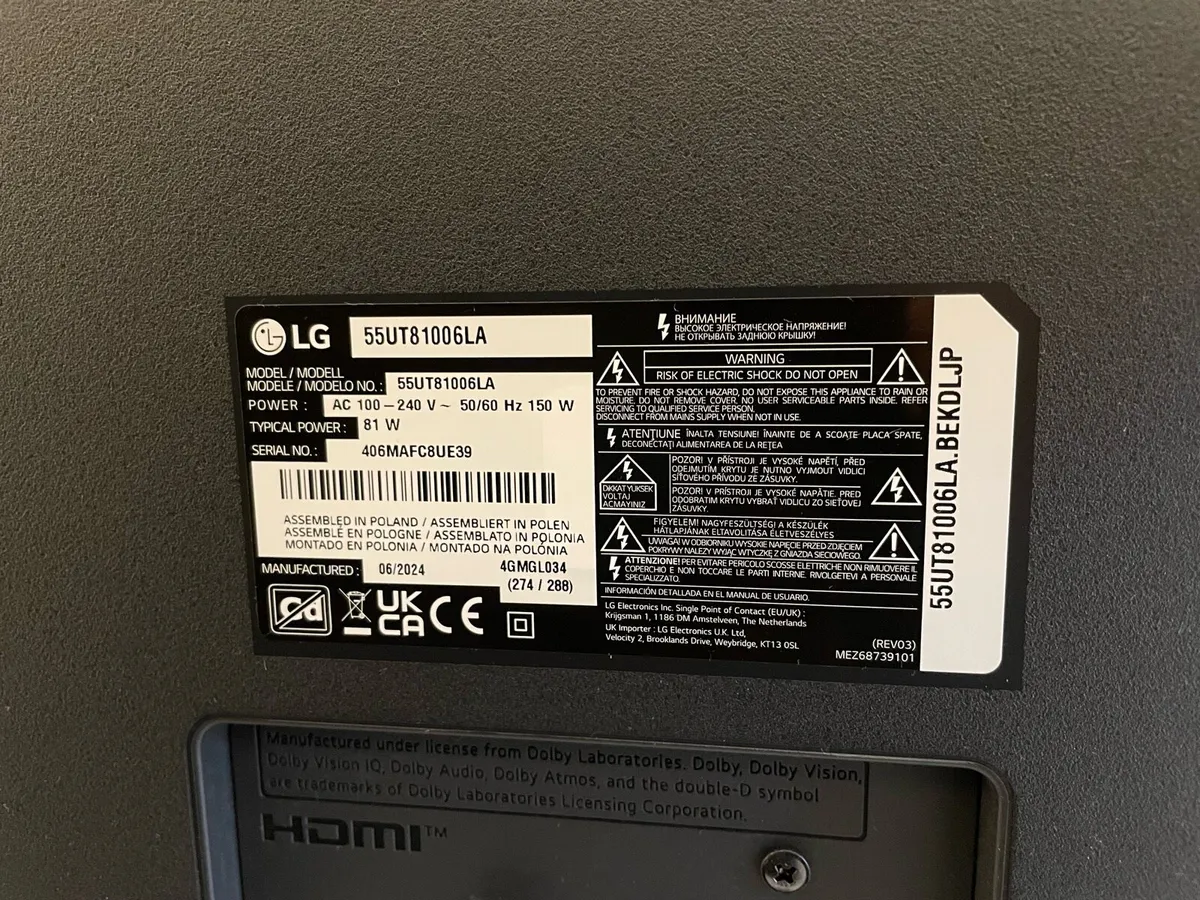 LG 55UT81006LA
MODEL / MODELL
MODÈLE / MODELO NO. : 55UT81006LA
POWER : AC 100 – 240 V ~ 50/60 Hz 150 W
TYPICAL POWER : 81 W
SERIAL NO. : 406MAFC8UE39
ASSEMBLED IN POLAND / ASSEMBLIERT IN POLEN
ASSEMBLÉ EN POLOGNE / ASSEMBLATO IN POLONIA
MONTADO EN POLONIA / MONTADO NA POLÓNIA
MANUFACTURED : 06/2024 4GMGL034
(274 / 288)
Cd
UK
CA CE
ВНИМАНИЕ
ВЫСОКОЕ ЭЛЕКТРИЧЕСКОЕ НАПРЯЖЕНИЕ!
НЕ ОТКРЫВАТЬ ЗАДНЮЮ КРЫШКУ!
WARNING
RISK OF ELECTRIC SHOCK DO NOT OPEN
TO PREVENT FIRE OR SHOCK HAZARD, DO NOT EXPOSE THIS APPLIANCE TO RAIN OR
MOISTURE. DO NOT REMOVE COVER. NO USER SERVICEABLE PARTS INSIDE. REFER
SERVICING TO QUALIFIED SERVICE PERSON.
DISCONNECT FROM MAINS SUPPLY WHEN NOT IN USE.
ATENŢIUNE ÎNALTA TENSIUNE! ÎNAINTE DE A SCOATE PLACA SPATE,
DECONECTATI ALIMENTAREA DE LA REŢEA
DiKKAT YUKSEK
VOLTAJ
ACMAYINIZ
POZOR! V PŘÍSTROJI JE VYSOKÉ NAPĚTÍ, PŘED
ODEJMUTÍM KRYTU JE NUTNO VYJMOUT VIDLICI
SÍŤOVÉHO PŘÍVODU ZE ZÁSUVKY.
POZOR! V PRÍSTROJI JE VYSOKÉ NAPÄTIE. PRED
ODOBRATIM KRYTU VYBRAŤ VIDLICU ZO SIEŤOVEJ
ZÁSUVKY.
FIGYELEM! NAGYFESZÜLTSÉG! A KÉSZÜLÉK
HÁTLAPJÁNAK ELTAVOLÍTÁSA ÉLETVESZÉLYES
UWAGA! W ODBIORNIKU WYSOKIE NAPIĘCIE PRZED ZDJĘCIEM
POKRYWY NALEŻY WYJĄĆ WTYCZKĘ Z GNIAZDA SIECIOWEGO.
ATTENZIONE! PER EVITARE PERICOLO SCOSSE ELETTRICHE NON RIMUOVERE IL
COPERCHIO E NON TOCCARE LE PARTI INTERNE. RIVOLGETEVI A PERSONALE
SPECIALIZZATO.
INFORMACIÓN DETALLADA EN EL MANUAL DE USUARIO.
LG Electronics Inc. Single Point of Contact (EU/UK) :
Krijgsman 1, 1186 DM Amstelveen, The Netherlands
UK Importer : LG Electronics U.K. Ltd,
Velocity 2, Brooklands Drive, Weybridge, KT13 0SL
(REV03)
MEZ68739101
55UT81006LA.BEKDLJP
Manufactured under license from Dolby Laboratories. Dolby, Dolby Vision,
Dolby Vision IQ, Dolby Audio, Dolby Atmos, and the double-D symbol
are trademarks of Dolby Laboratories Licensing Corporation.
HDMI™